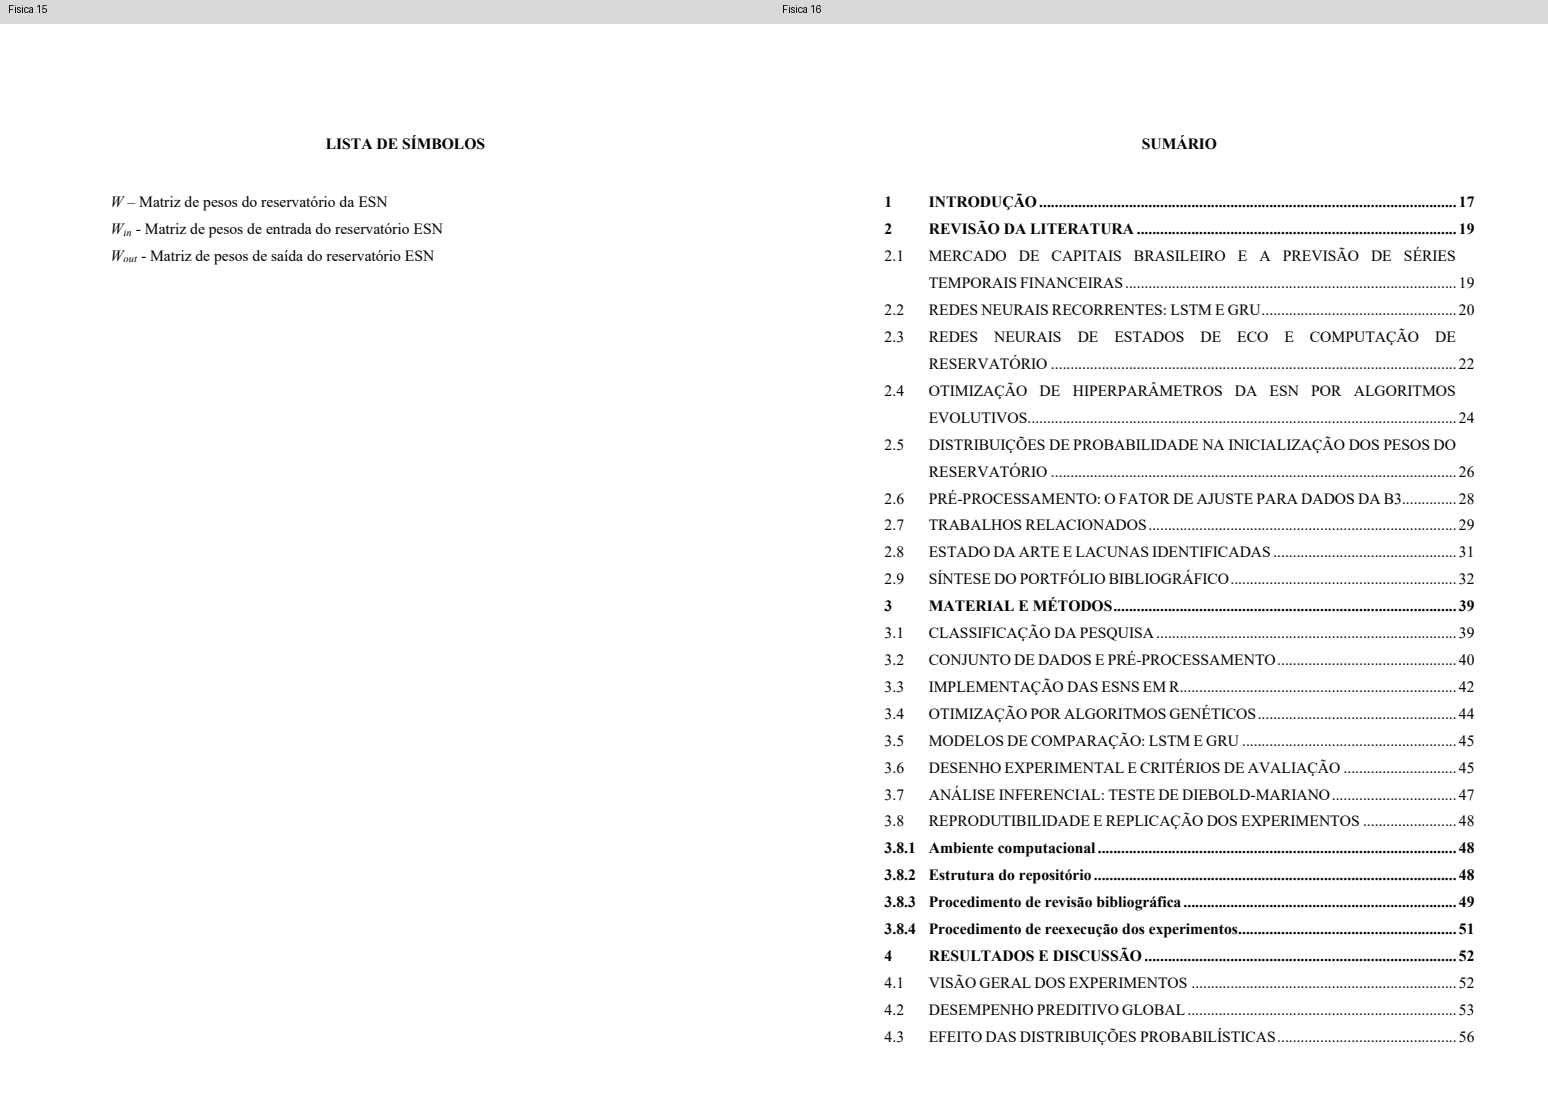 Fisica 15
LISTA DE SÍMBOLOS
W – Matriz de pesos do reservatório da ESN
Win - Matriz de pesos de entrada do reservatório ESN
Wout - Matriz de pesos de saída do reservatório ESN
Fisica 16
SUMÁRIO
1 INTRODUÇÃO ........ 17
2 REVISÃO DA LITERATURA ........ 19
2.1 MERCADO DE CAPITAIS BRASILEIRO E A PREVISÃO DE SÉRIES
TEMPORAIS FINANCEIRAS ........ 19
2.2 REDES NEURAIS RECORRENTES: LSTM E GRU ........ 20
2.3 REDES NEURAIS DE ESTADOS DE ECO E COMPUTAÇÃO DE
RESERVATÓRIO ........ 22
2.4 OTIMIZAÇÃO DE HIPERPARÂMETROS DA ESN POR ALGORITMOS
EVOLUTIVOS ........ 24
2.5 DISTRIBUIÇÕES DE PROBABILIDADE NA INICIALIZAÇÃO DOS PESOS DO
RESERVATÓRIO ........ 26
2.6 PRÉ-PROCESSAMENTO: O FATOR DE AJUSTE PARA DADOS DA B3 ........ 28
2.7 TRABALHOS RELACIONADOS ........ 29
2.8 ESTADO DA ARTE E LACUNAS IDENTIFICADAS ........ 31
2.9 SÍNTESE DO PORTFÓLIO BIBLIOGRÁFICO ........ 32
3 MATERIAL E MÉTODOS ........ 39
3.1 CLASSIFICAÇÃO DA PESQUISA ........ 39
3.2 CONJUNTO DE DADOS E PRÉ-PROCESSAMENTO ........ 40
3.3 IMPLEMENTAÇÃO DAS ESNS EM R ........ 42
3.4 OTIMIZAÇÃO POR ALGORITMOS GENÉTICOS ........ 44
3.5 MODELOS DE COMPARAÇÃO: LSTM E GRU ........ 45
3.6 DESENHO EXPERIMENTAL E CRITÉRIOS DE AVALIAÇÃO ........ 45
3.7 ANÁLISE INFERENCIAL: TESTE DE DIEBOLD-MARIANO ........ 47
3.8 REPRODUTIBILIDADE E REPLICAÇÃO DOS EXPERIMENTOS ........ 48
3.8.1 Ambiente computacional ........ 48
3.8.2 Estrutura do repositório ........ 48
3.8.3 Procedimento de revisão bibliográfica ........ 49
3.8.4 Procedimento de reexecução dos experimentos ........ 51
4 RESULTADOS E DISCUSSÃO ........ 52
4.1 VISÃO GERAL DOS EXPERIMENTOS ........ 52
4.2 DESEMPENHO PREDITIVO GLOBAL ........ 53
4.3 EFEITO DAS DISTRIBUIÇÕES PROBABILÍSTICAS ........ 56